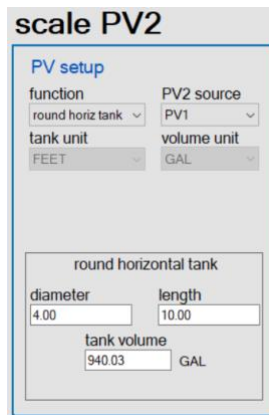 scale PV2
PV setup
function PV2 source
round horiz tank PV1
tank unit volume unit
FEET GAL
round horizontal tank
diameter length
4.00 10.00
tank volume
940.03 GAL